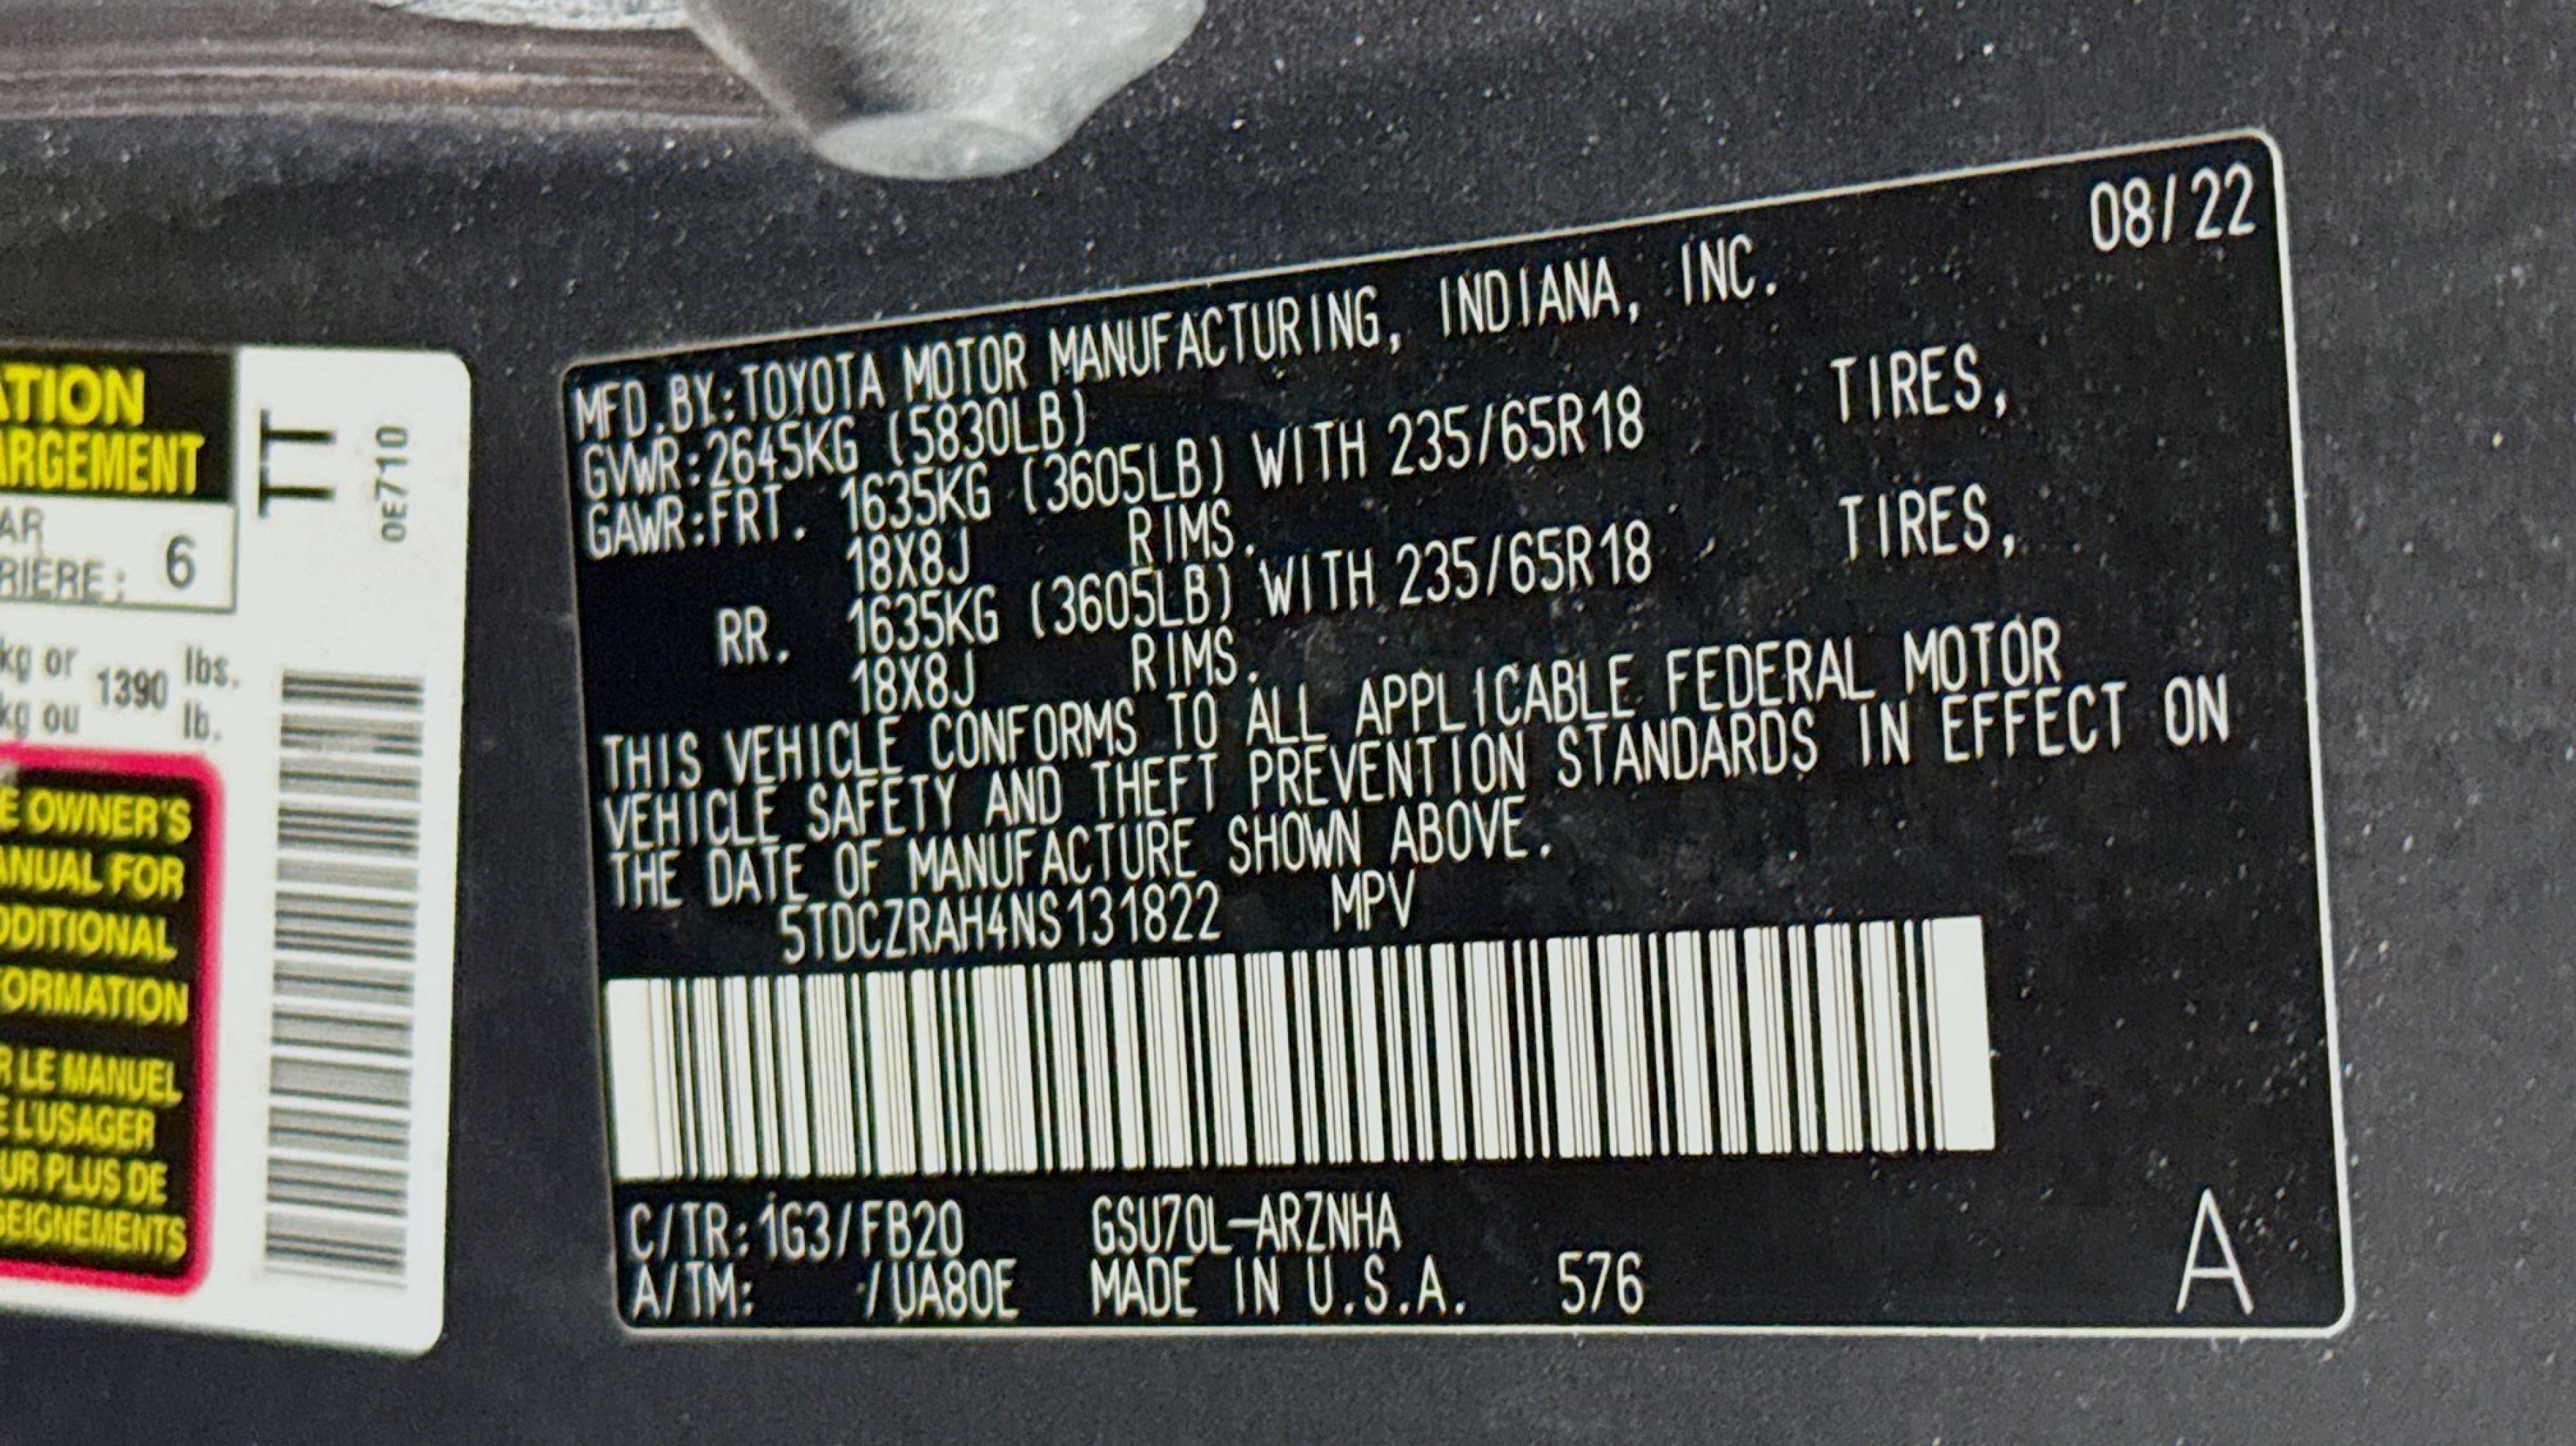 ATION
ARGEMENT
AR
RIÈRE: 6
kg or 1390 lbs.
kg ou lb.
E OWNER'S
ANUAL FOR
DDITIONAL
FORMATION
R LE MANUEL
E L'USAGER
UR PLUS DE
SEIGNEMENTS
TT
0E710
08/22
MFD.BY:TOYOTA MOTOR MANUFACTURING, INDIANA, INC.
GVWR:2645KG (5830LB)
GAWR:FRT. 1635KG (3605LB) WITH 235/65R18 TIRES,
18X8J RIMS.
RR. 1635KG (3605LB) WITH 235/65R18 TIRES,
18X8J RIMS.
THIS VEHICLE CONFORMS TO ALL APPLICABLE FEDERAL MOTOR
VEHICLE SAFETY AND THEFT PREVENTION STANDARDS IN EFFECT ON
THE DATE OF MANUFACTURE SHOWN ABOVE.
5TDCZRAH4NS131822 MPV
C/TR:1G3/FB20 GSU70L-ARZNHA
A/TM: /UA80E MADE IN U.S.A. 576
A